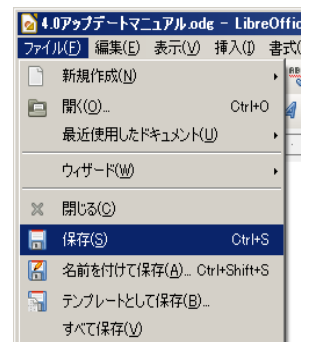 4.0アップデートマニュアル.odg - LibreOffic
ファイル(F) 編集(E) 表示(V) 挿入(I) 書式(
新規作成(N)
開く(O)... Ctrl+O
最近使用したドキュメント(U)
ウィザード(W)
閉じる(C)
保存(S) Ctrl+S
名前を付けて保存(A)... Ctrl+Shift+S
テンプレートとして保存(B)...
すべて保存(V)